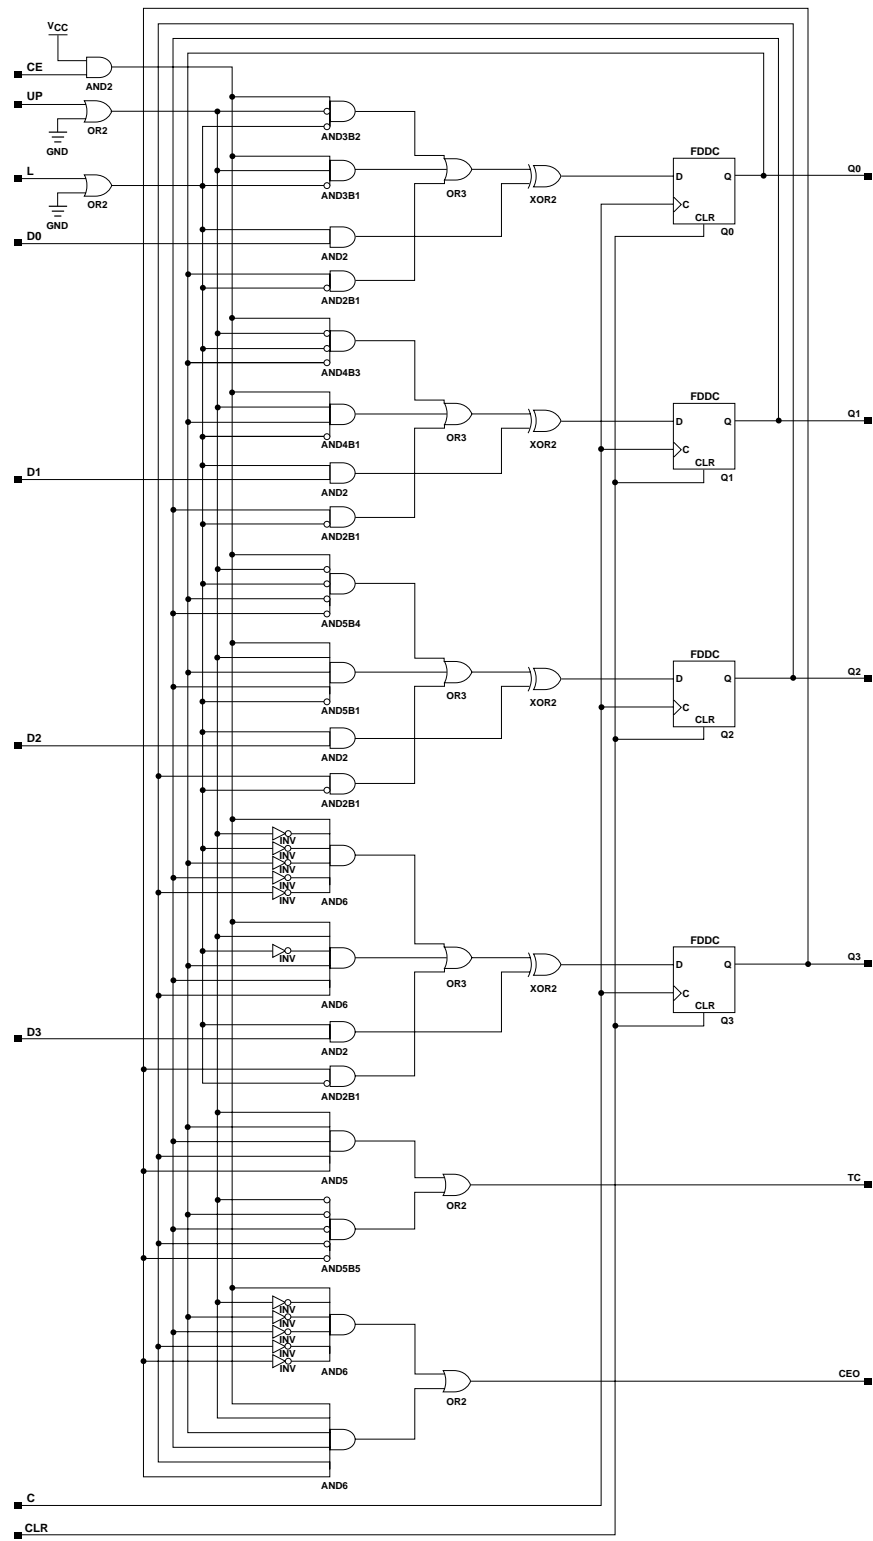 VCC
CE
AND2
UP
OR2
GND
AND3B2
FDDC
L
D Q
Q0
OR2
AND3B1
OR3
XOR2
C
GND
CLR
D0
Q0
AND2
AND2B1
AND4B3
FDDC
D Q
Q1
AND4B1
OR3
XOR2
C
CLR
D1
Q1
AND2
AND2B1
AND5B4
FDDC
D Q
Q2
AND5B1
OR3
XOR2
C
CLR
D2
Q2
AND2
AND2B1
INV
INV
INV
INV
INV
AND6
FDDC
INV
D Q
Q3
OR3
XOR2
C
AND6
CLR
Q3
D3
AND2
AND2B1
AND5
TC
OR2
AND5B5
INV
INV
INV
INV
INV
AND6
CEO
OR2
AND6
C
CLR